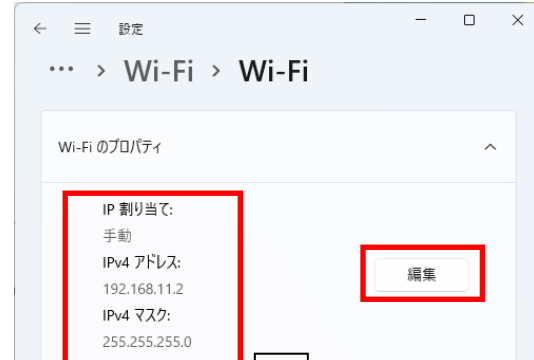 設定
… > Wi-Fi > Wi-Fi
Wi-Fi のプロパティ
IP 割り当て:
手動
IPv4 アドレス:
192.168.11.2
編集
IPv4 マスク:
255.255.255.0